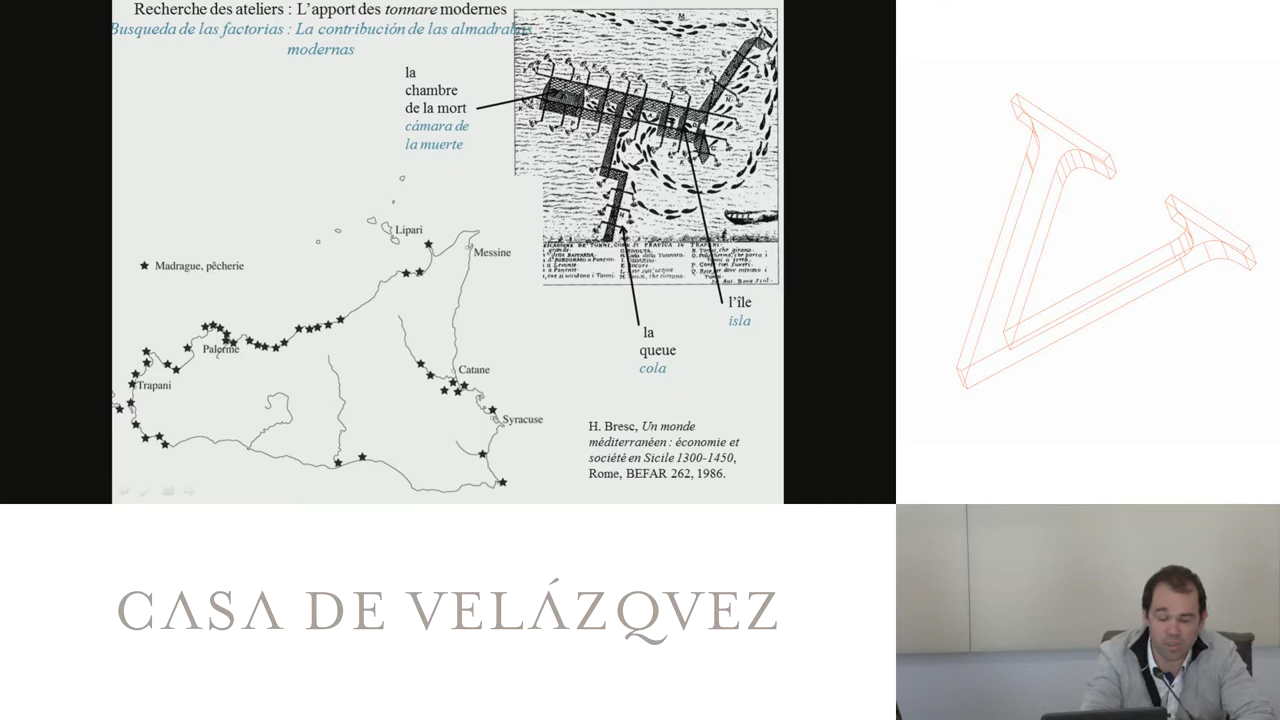 Recherche des ateliers : L’apport des tonnare modernes
Busqueda de las factorias : La contribución de las almadrabas
modernas
la
chambre
de la mort
cámara de
la muerte
M
Lipari
Messine
Madrague, pêcherie
Palerme
Trapani
Catane
Syracuse
l’île
isla
la
queue
cola
H. Bresc, Un monde
méditerranéen : économie et
société en Sicile 1300-1450,
Rome, BEFAR 262, 1986.
CASA DE VELÁZQVEZ